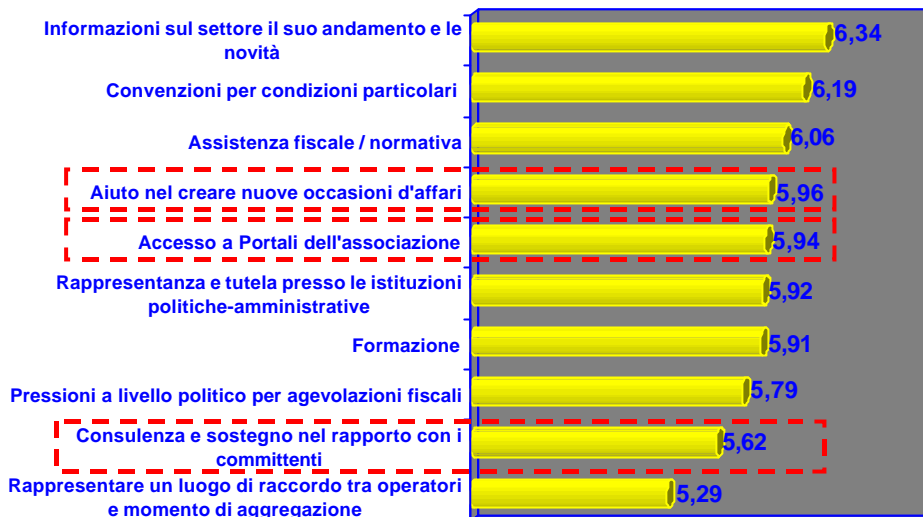 Informazioni sul settore il suo andamento e le
novità
6,34
Convenzioni per condizioni particolari
6,19
Assistenza fiscale / normativa
6,06
Aiuto nel creare nuove occasioni d'affari
5,96
Accesso a Portali dell'associazione
5,94
Rappresentanza e tutela presso le istituzioni
politiche-amministrative
5,92
Formazione
5,91
Pressioni a livello politico per agevolazioni fiscali
5,79
Consulenza e sostegno nel rapporto con i
committenti
5,62
Rappresentare un luogo di raccordo tra operatori
e momento di aggregazione
5,29